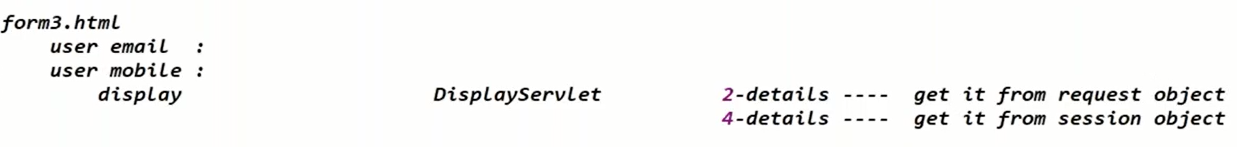 form3.html
user email :
user mobile :
display DisplayServlet 2-details ---- get it from request object
4-details ---- get it from session object